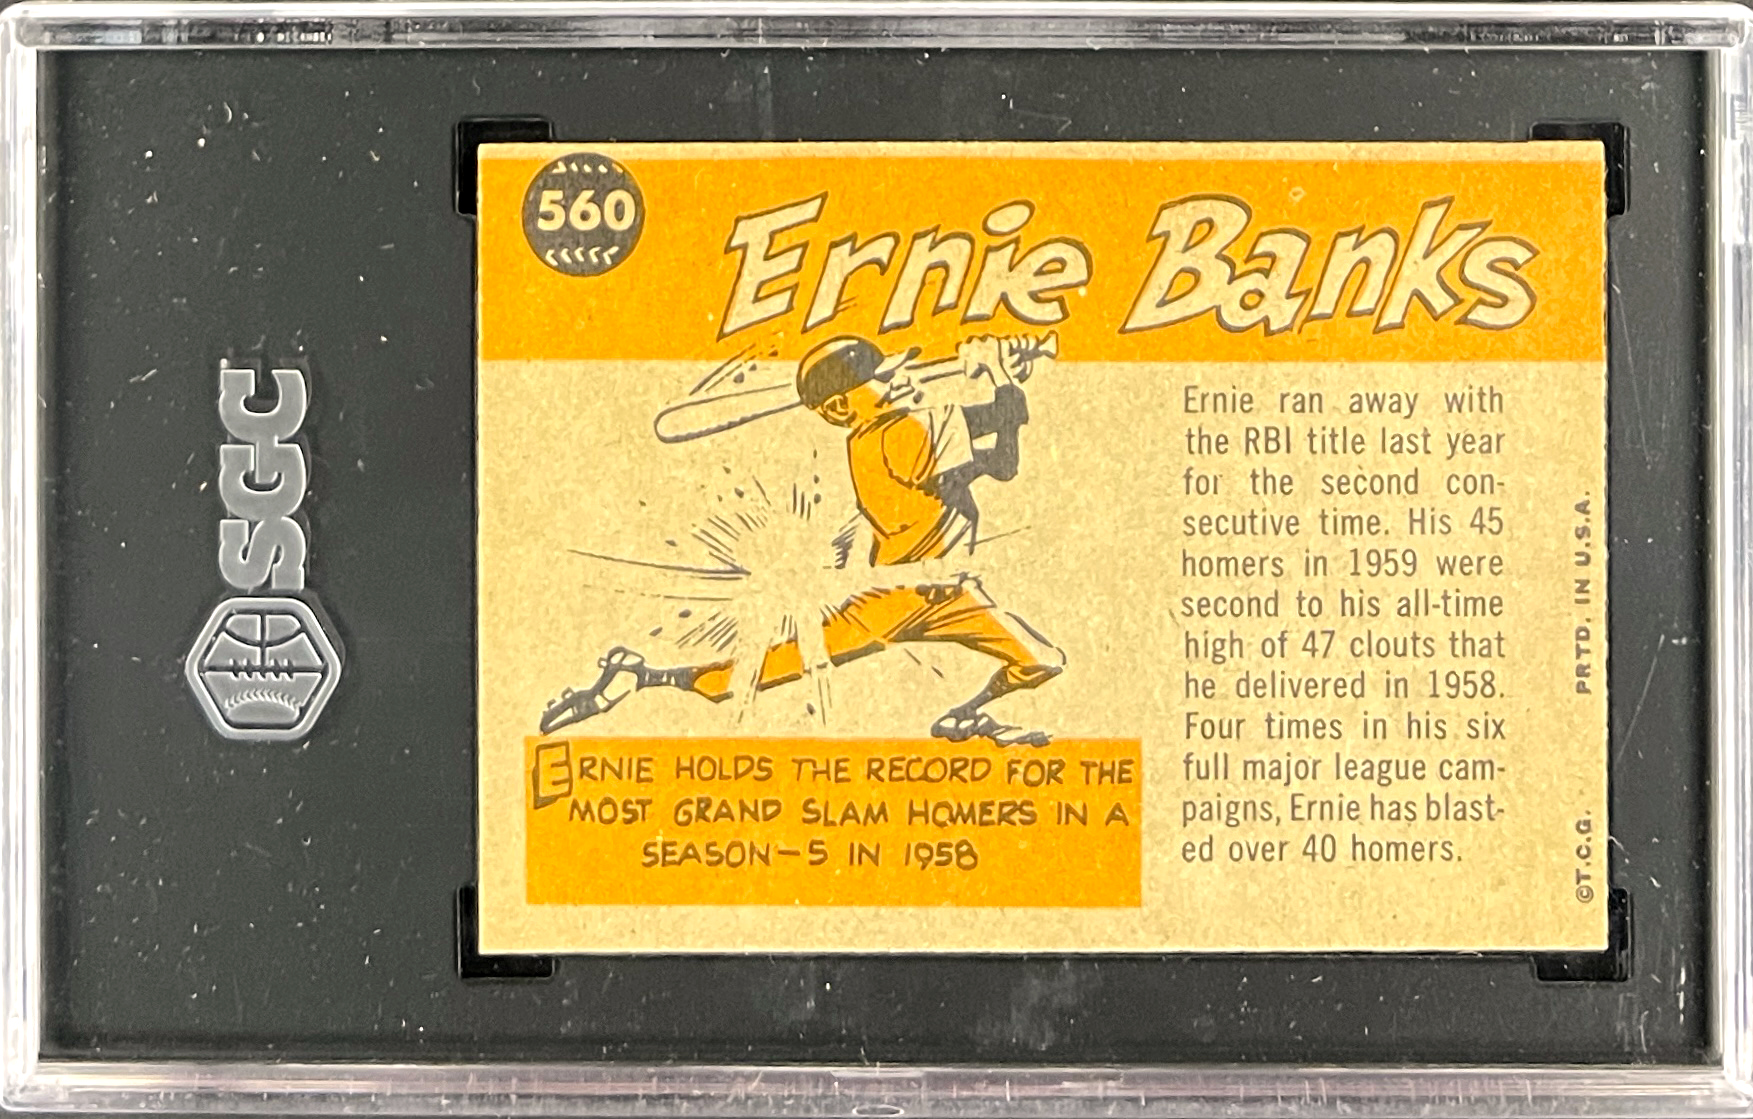 SGC
560
Ernie Banks
Ernie ran away with
the RBI title last year
for the second con-
secutive time. His 45
homers in 1959 were
second to his all-time
high of 47 clouts that
he delivered in 1958.
Four times in his six
full major league cam-
paigns, Ernie has blast-
ed over 40 homers.
ERNIE HOLDS THE RECORD FOR THE
MOST GRAND SLAM HOMERS IN A
SEASON-5 IN 1958
©T.C.G. PRTD. IN U.S.A.